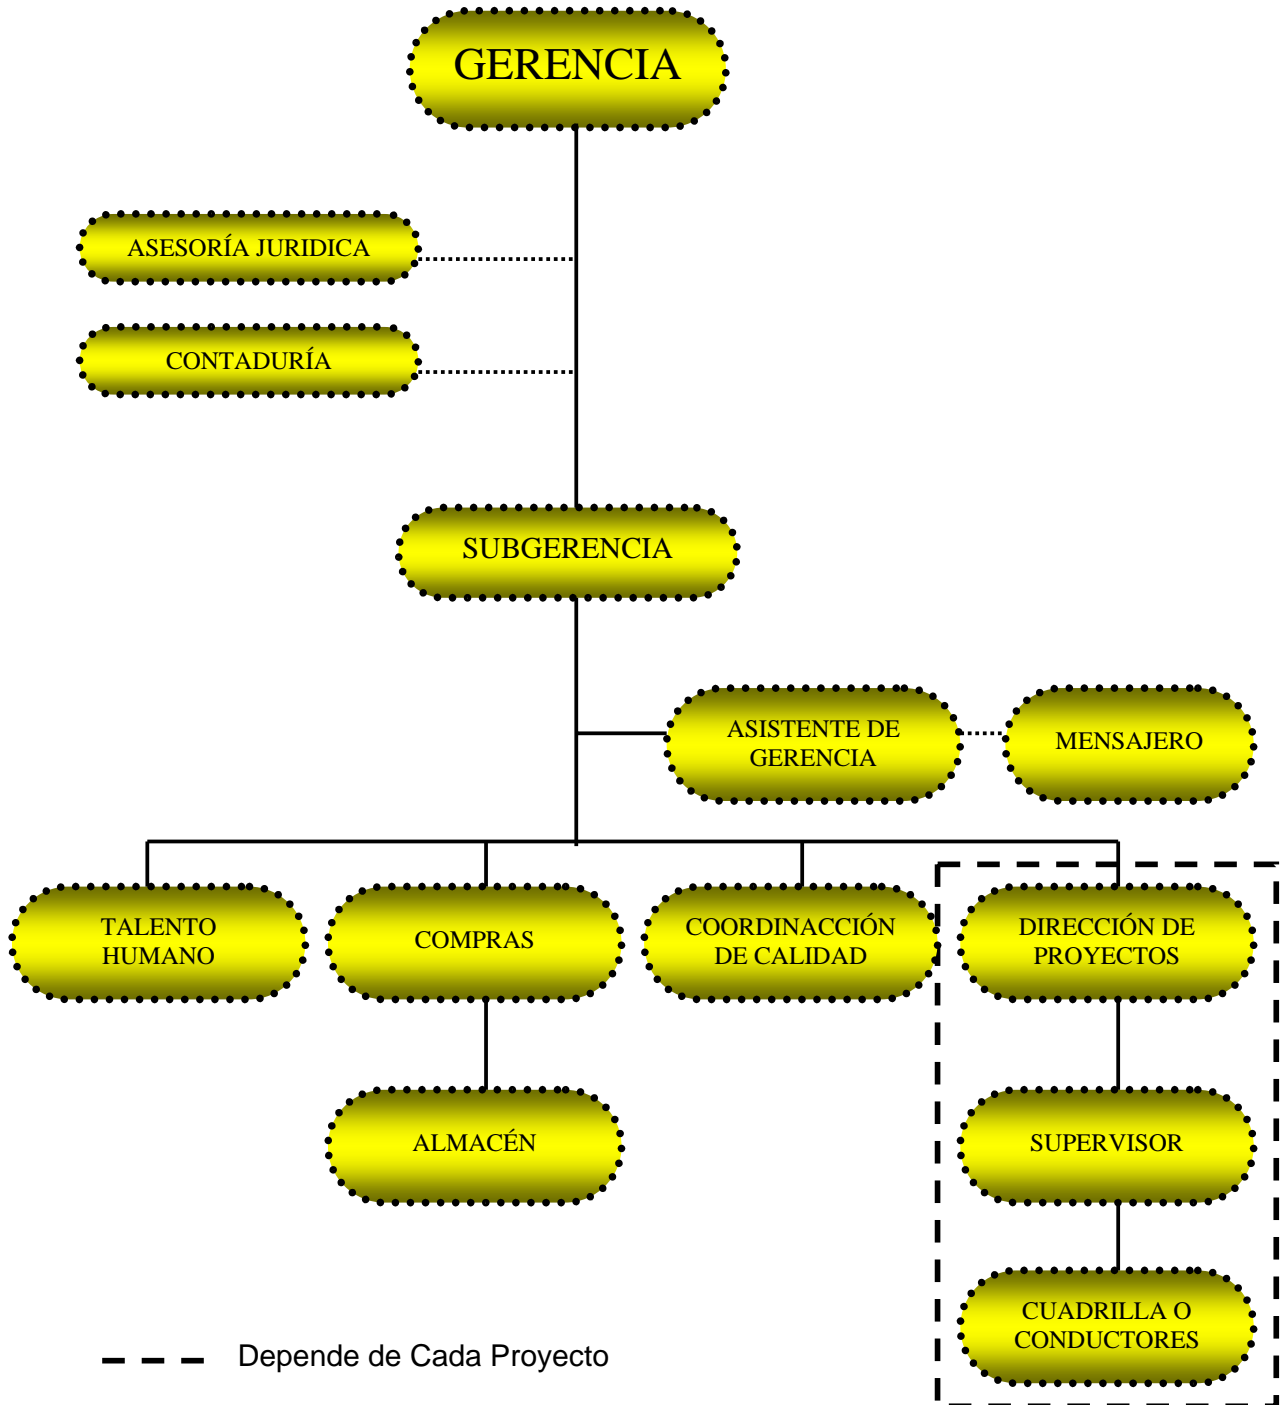 GERENCIA
ASESORÍA JURIDICA
CONTADURÍA
SUBGERENCIA
ASISTENTE DE
GERENCIA
MENSAJERO
TALENTO
HUMANO
COMPRAS
COORDINACCIÓN
DE CALIDAD
DIRECCIÓN DE
PROYECTOS
ALMACÉN
SUPERVISOR
CUADRILLA O
CONDUCTORES
Depende de Cada Proyecto